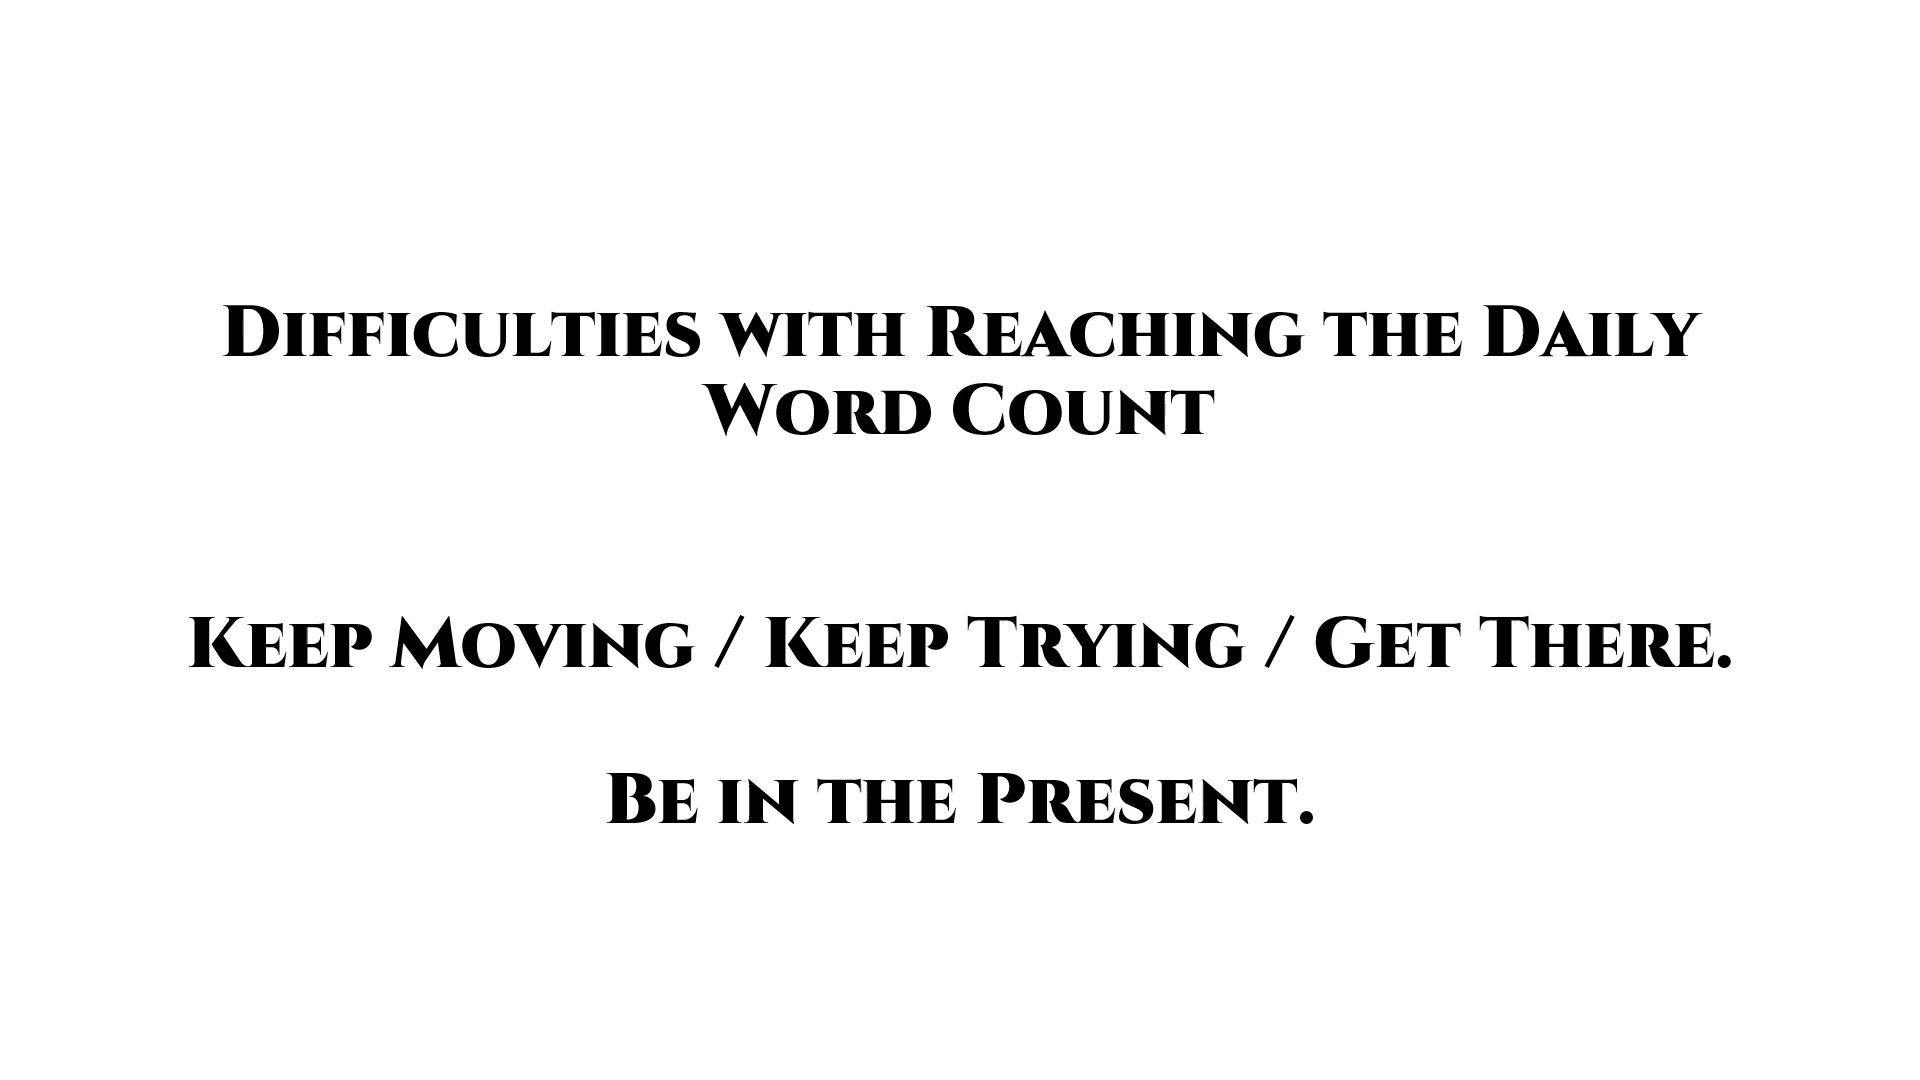 Difficulties with Reaching the Daily
Word Count
Keep Moving / Keep Trying / Get There.
Be in the Present.